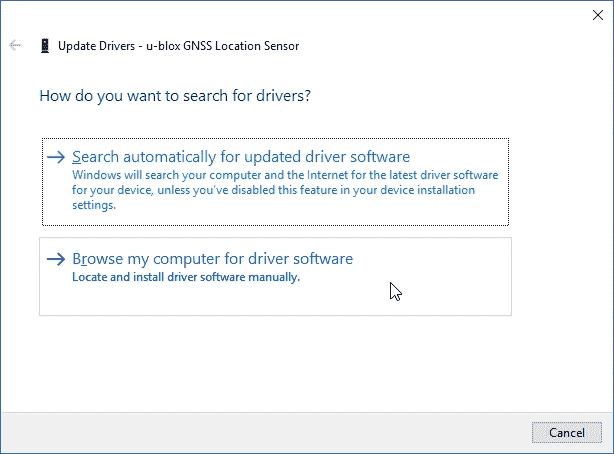 Update Drivers - u-blox GNSS Location Sensor
How do you want to search for drivers?
Search automatically for updated driver software
Windows will search your computer and the Internet for the latest driver software
for your device, unless you've disabled this feature in your device installation
settings.
Browse my computer for driver software
Locate and install driver software manually.
Cancel